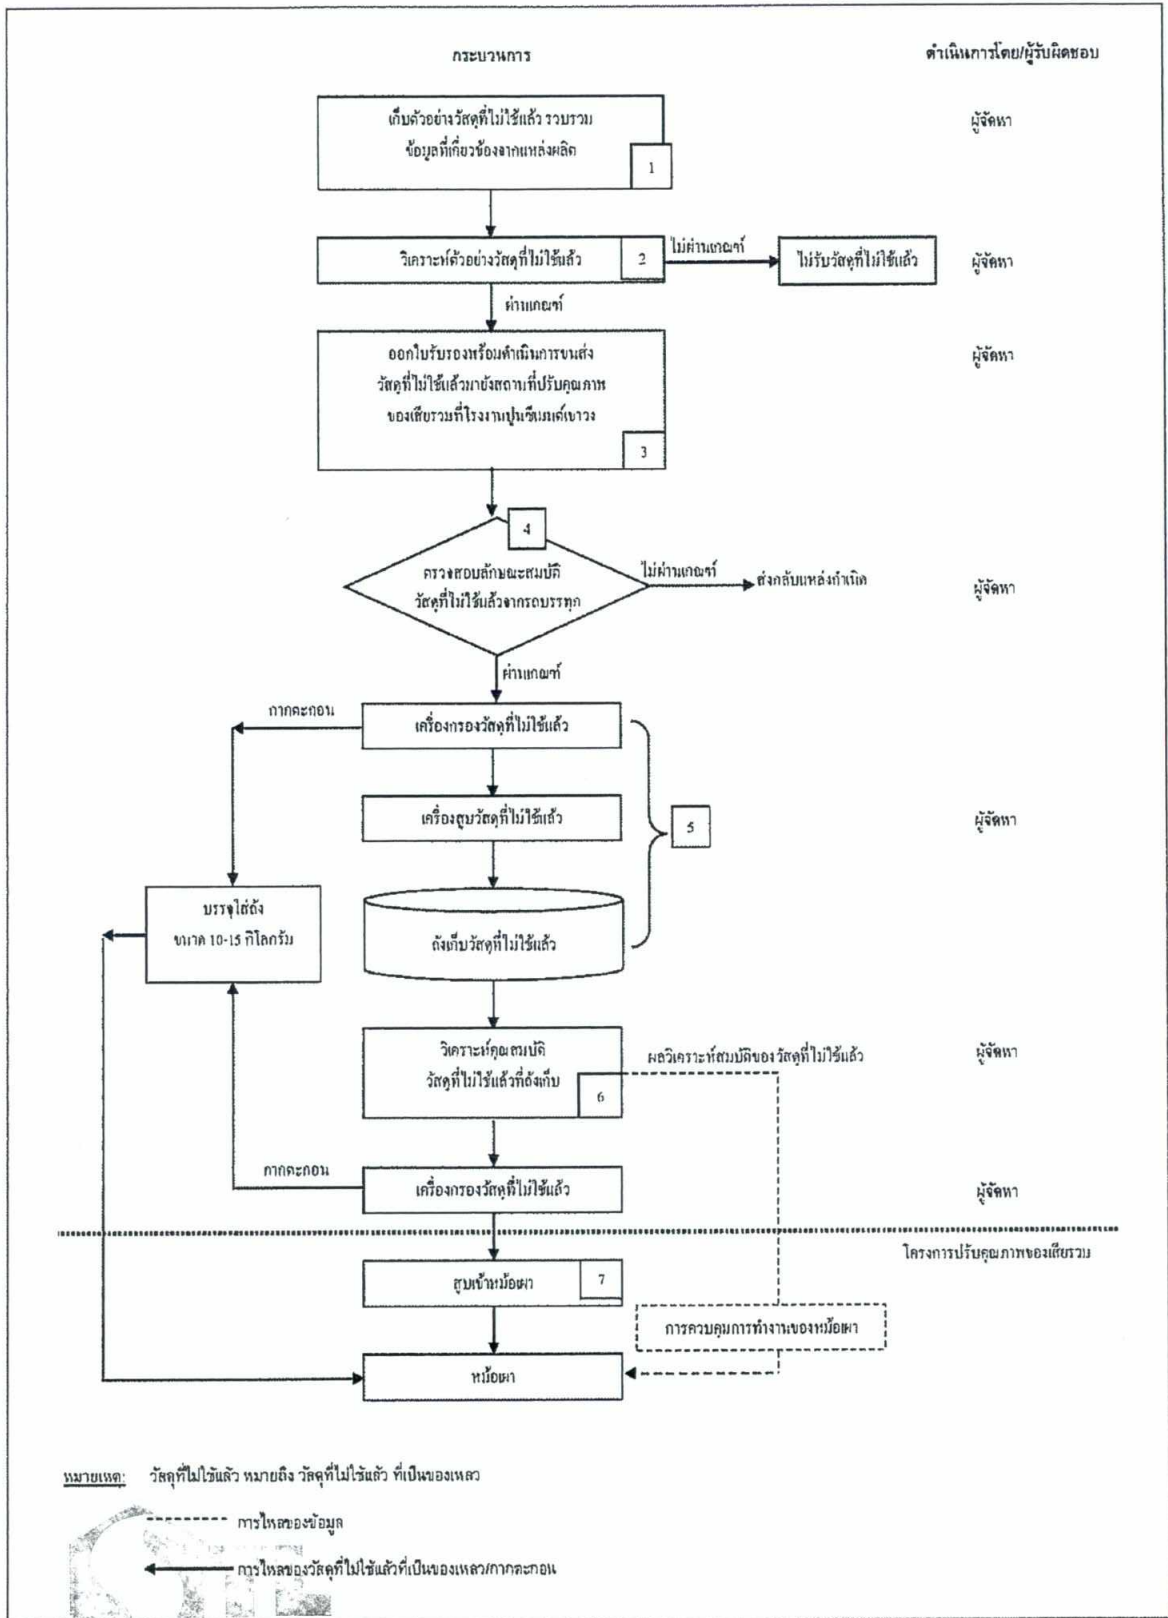 กระบวนการ
ดำเนินการโดย/ผู้รับผิดชอบ
เก็บตัวอย่างวัสดุที่ไม่ใช้แล้ว รวบรวม
ข้อมูลที่เกี่ยวข้องจากแหล่งผลิต
1
ผู้จัดหา
วิเคราะห์ตัวอย่างวัสดุที่ไม่ใช้แล้ว
2
ไม่ผ่านเกณฑ์
ไม่รับวัสดุที่ไม่ใช้แล้ว
ผู้จัดหา
ผ่านเกณฑ์
ออกใบรับรองพร้อมดำเนินการขนส่ง
วัสดุที่ไม่ใช้แล้วมายังสถานที่ปรับคุณภาพ
ของเสียรวมที่โรงงานปูนซีเมนต์เขาวง
3
ผู้จัดหา
4
ตรวจสอบลักษณะสมบัติ
วัสดุที่ไม่ใช้แล้วจากรถบรรทุก
ไม่ผ่านเกณฑ์
ส่งกลับแหล่งกำเนิด
ผู้จัดหา
ผ่านเกณฑ์
กากตะกอน
เครื่องกรองวัสดุที่ไม่ใช้แล้ว
เครื่องสูบวัสดุที่ไม่ใช้แล้ว
5
ผู้จัดหา
บรรจุใส่ถัง
ขนาด 10-15 กิโลกรัม
ถังเก็บวัสดุที่ไม่ใช้แล้ว
วิเคราะห์คุณสมบัติ
วัสดุที่ไม่ใช้แล้วที่ถังเก็บ
6
ผลวิเคราะห์สมบัติของวัสดุที่ไม่ใช้แล้ว
ผู้จัดหา
กากตะกอน
เครื่องกรองวัสดุที่ไม่ใช้แล้ว
ผู้จัดหา
โครงการปรับคุณภาพของเสียรวม
สูบเข้าหม้อเผา
7
การควบคุมการทำงานของหม้อเผา
หม้อเผา
หมายเหตุ: วัสดุที่ไม่ใช้แล้ว หมายถึง วัสดุที่ไม่ใช้แล้ว ที่เป็นของเหลว
การไหลของข้อมูล
การไหลของวัสดุที่ไม่ใช้แล้วที่เป็นของเหลว/กากตะกอน